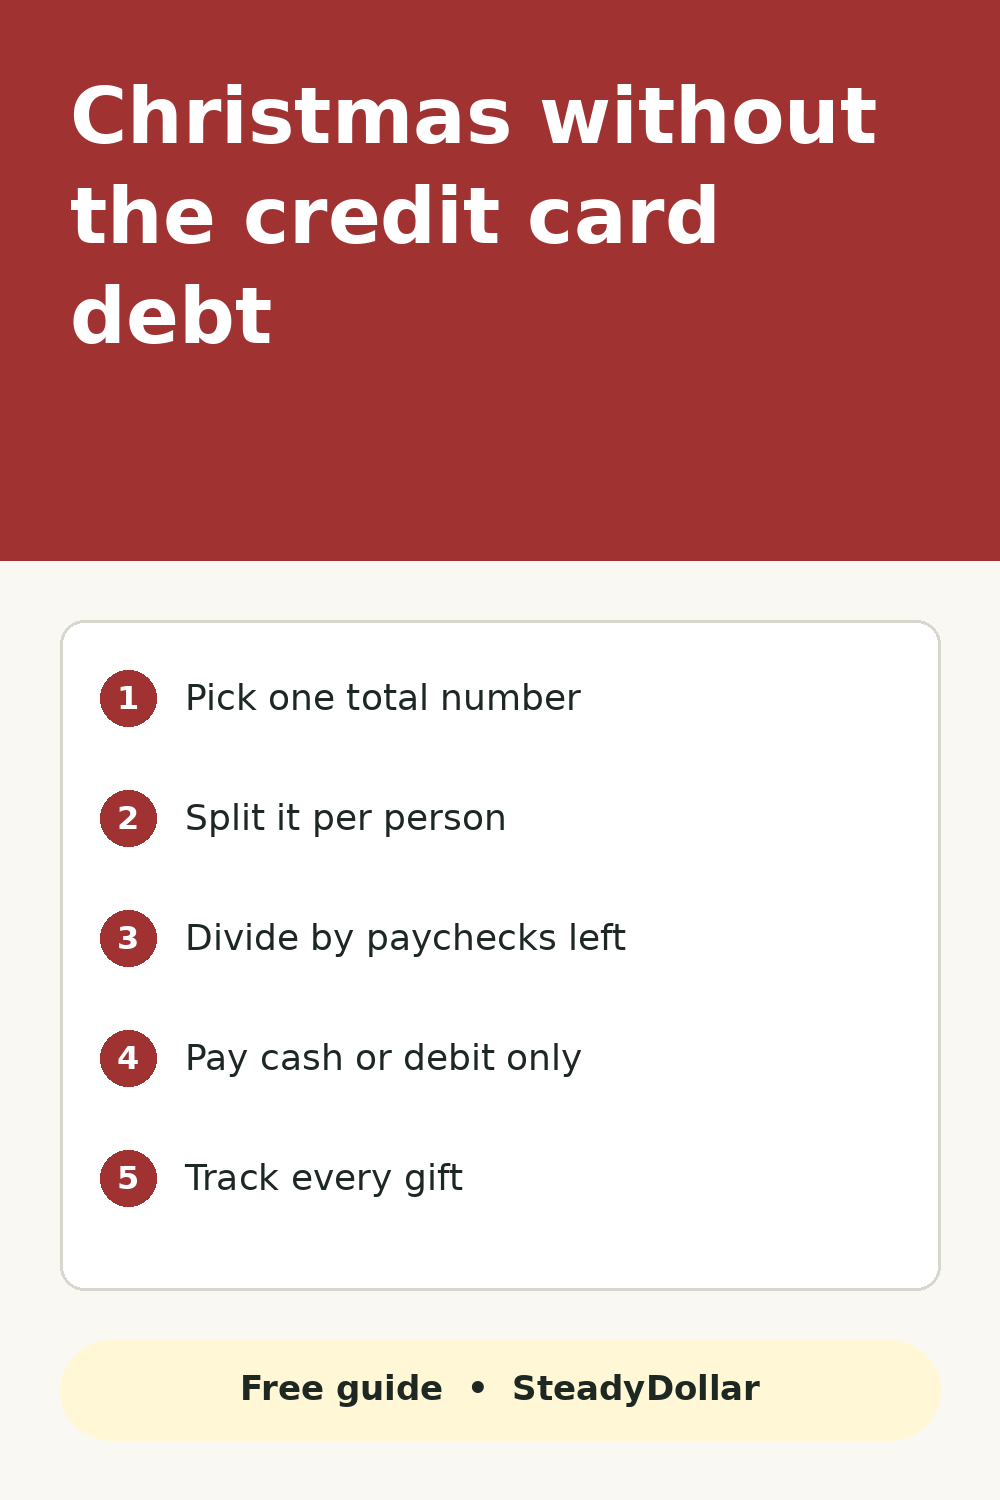 Christmas without
the credit card
debt
1 Pick one total number
2 Split it per person
3 Divide by paychecks left
4 Pay cash or debit only
5 Track every gift
Free guide • SteadyDollar